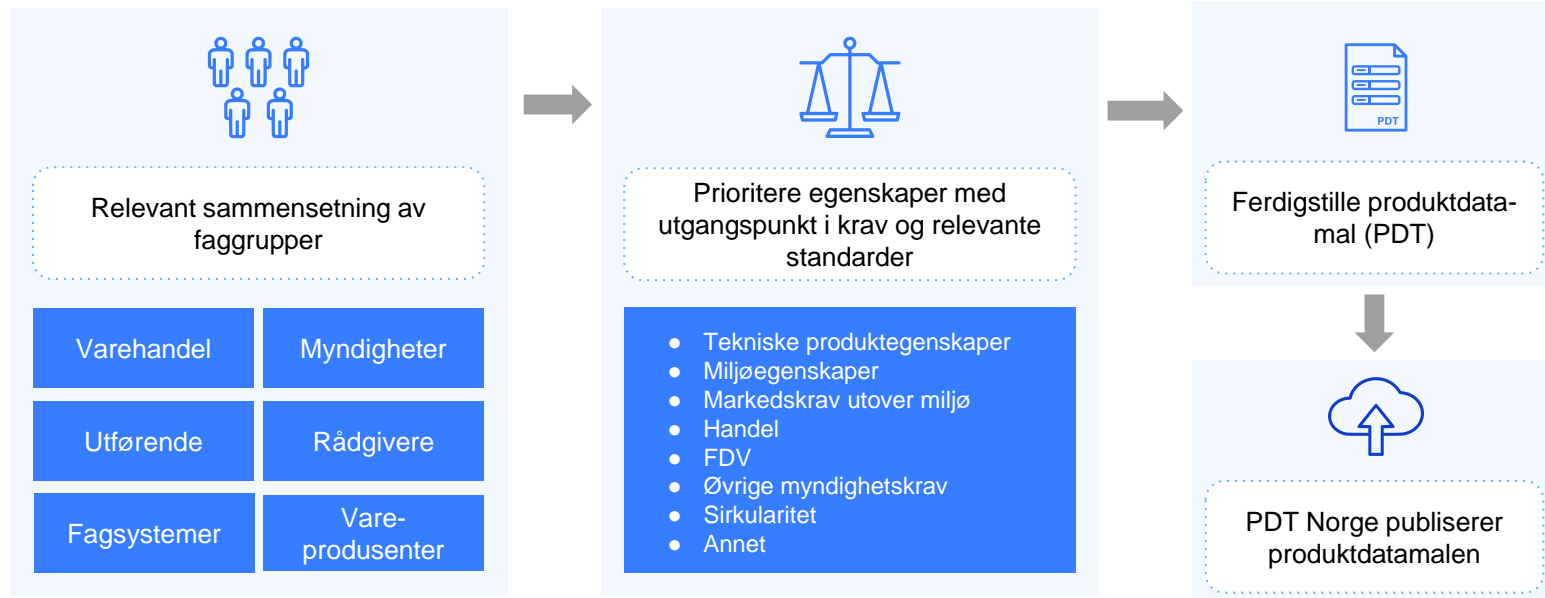 Relevant sammensetning av
faggrupper
Varehandel
Myndigheter
Utførende
Rådgivere
Fagsystemer
Vare-
produsenter
Prioritere egenskaper med
utgangspunkt i krav og relevante
standarder
● Tekniske produktegenskaper
● Miljøegenskaper
● Markedskrav utover miljø
● Handel
● FDV
● Øvrige myndighetskrav
● Sirkularitet
● Annet
PDT
Ferdigstille produktdata-
mal (PDT)
PDT Norge publiserer
produktdatamalen